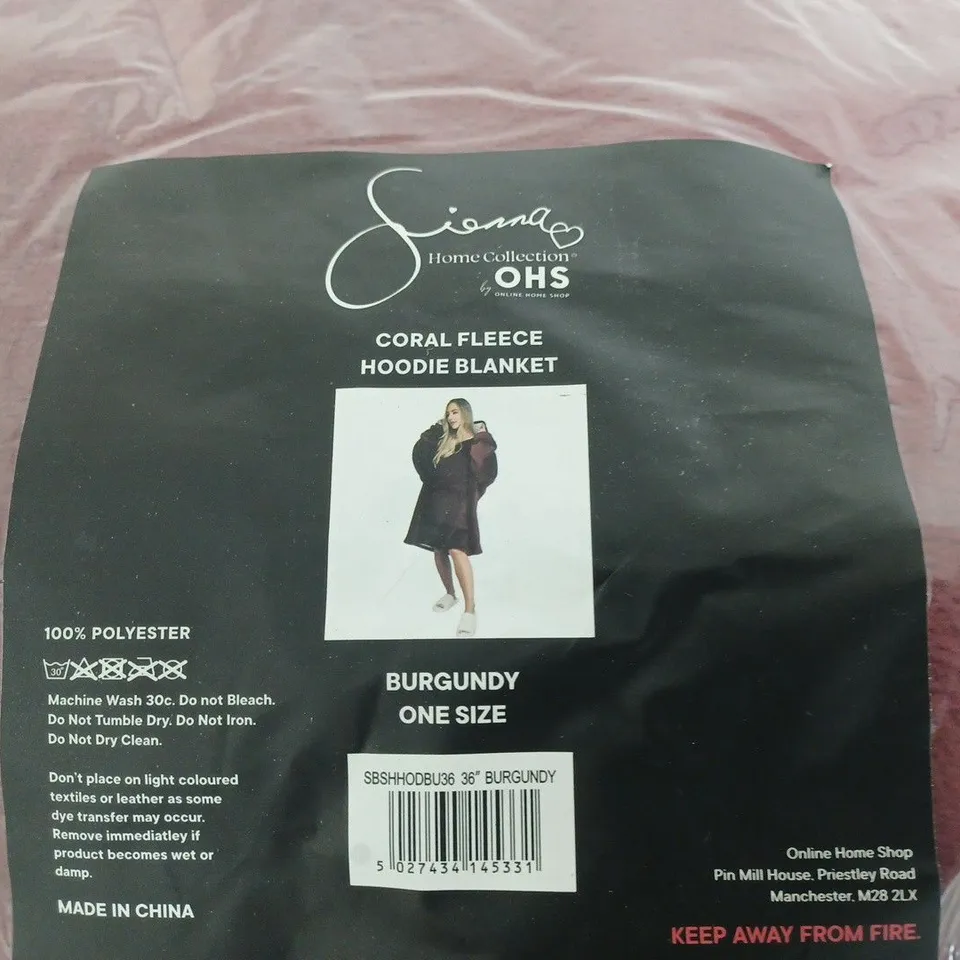 Sienna
Home Collection®
by OHS
ONLINE HOME SHOP
CORAL FLEECE
HOODIE BLANKET
100% POLYESTER
30°
Machine Wash 30c. Do not Bleach.
Do Not Tumble Dry. Do Not Iron.
Do Not Dry Clean.
Don't place on light coloured
textiles or leather as some
dye transfer may occur.
Remove immediatley if
product becomes wet or
damp.
MADE IN CHINA
BURGUNDY
ONE SIZE
SBSHHODBU36 36" BURGUNDY
5 027434 145331
Online Home Shop
Pin Mill House, Priestley Road
Manchester, M28 2LX
KEEP AWAY FROM FIRE.